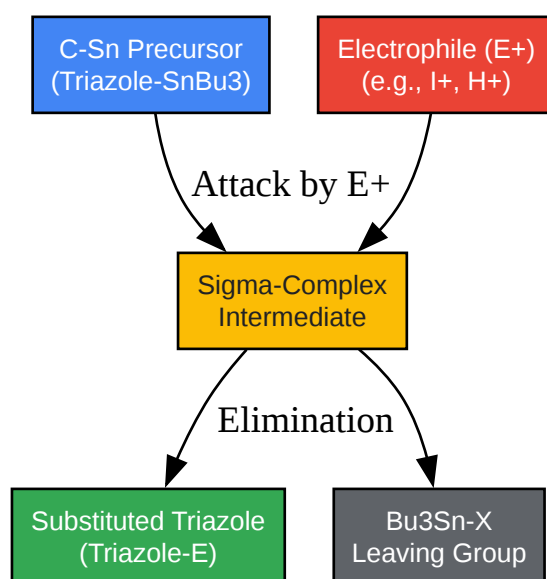 C-Sn Precursor
(Triazole-SnBu3)
Electrophile (E+)
(e.g., I+, H+)
Attack by E+
Sigma-Complex
Intermediate
Elimination
Substituted Triazole
(Triazole-E)
Bu3Sn-X
Leaving Group